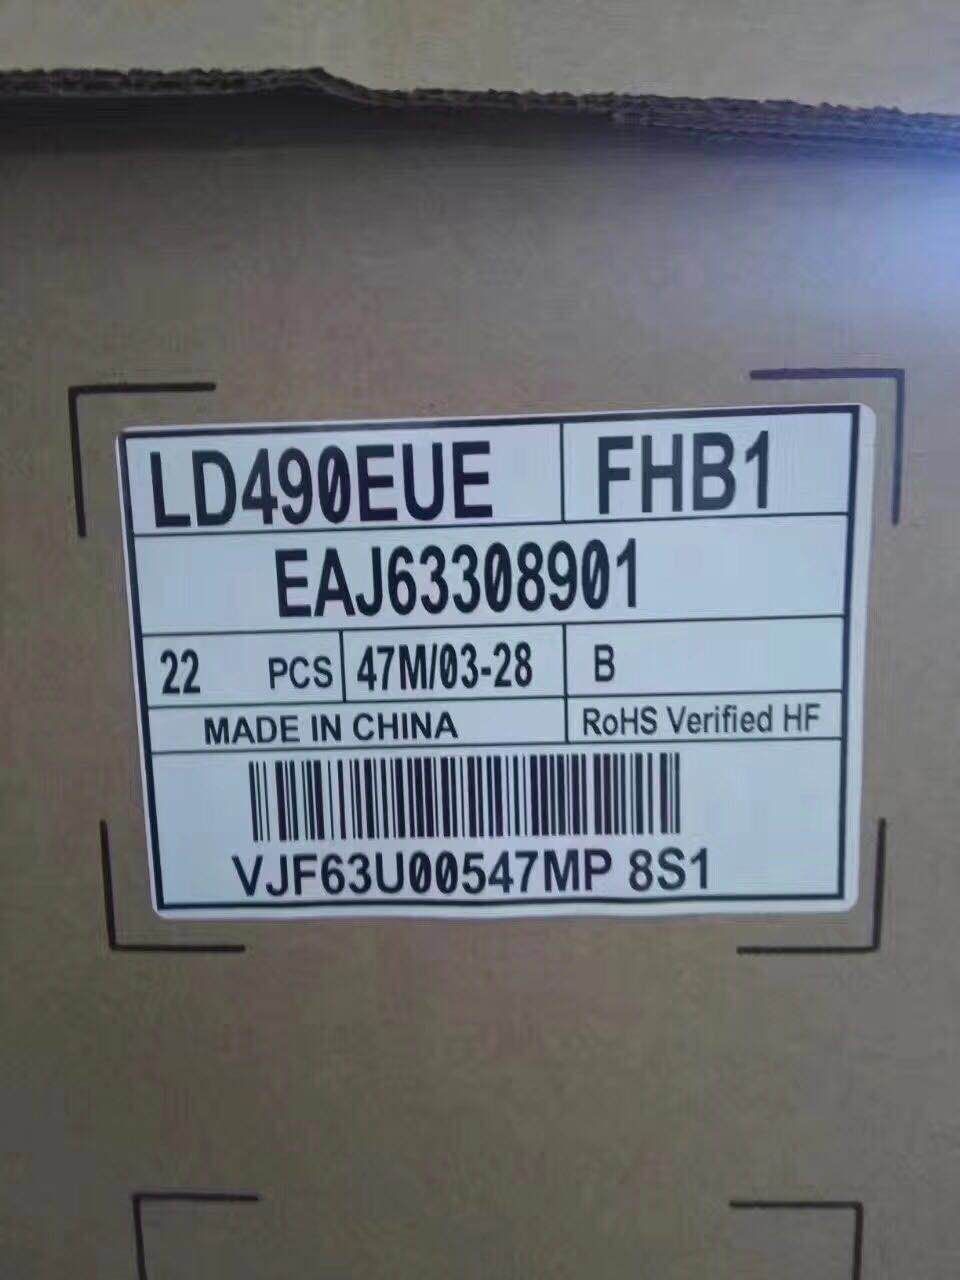 LD490EUE FHB1
EAJ63308901
22 PCS 47M/03-28 B
MADE IN CHINA RoHS Verified HF
VJF63U00547MP 8S1